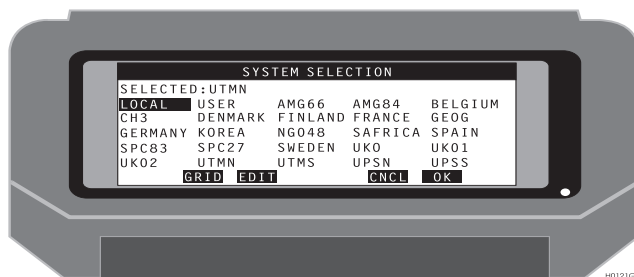 SYSTEM SELECTION
SELECTED:UTMN
LOCAL USER AMG66 AMG84 BELGIUM
CH3 DENMARK FINLAND FRANCE GEOG
GERMANY KOREA NGO48 SAFRICA SPAIN
SPC83 SPC27 SWEDEN UKO UKO1
UKO2 UTMN UTMS UPSN UPSS
GRID EDIT CNCL OK
H0121G